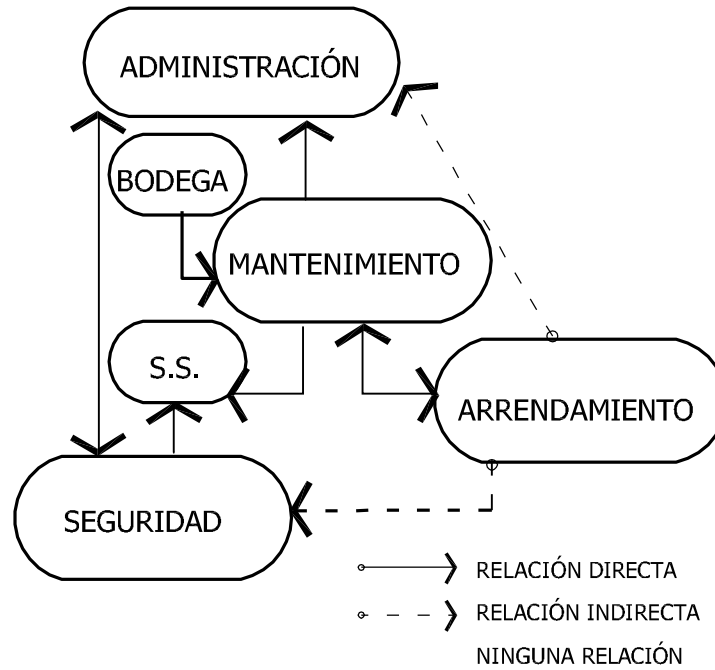 ADMINISTRACIÓN
BODEGA
MANTENIMIENTO
S.S.
ARRENDAMIENTO
SEGURIDAD
RELACIÓN DIRECTA
RELACIÓN INDIRECTA
NINGUNA RELACIÓN